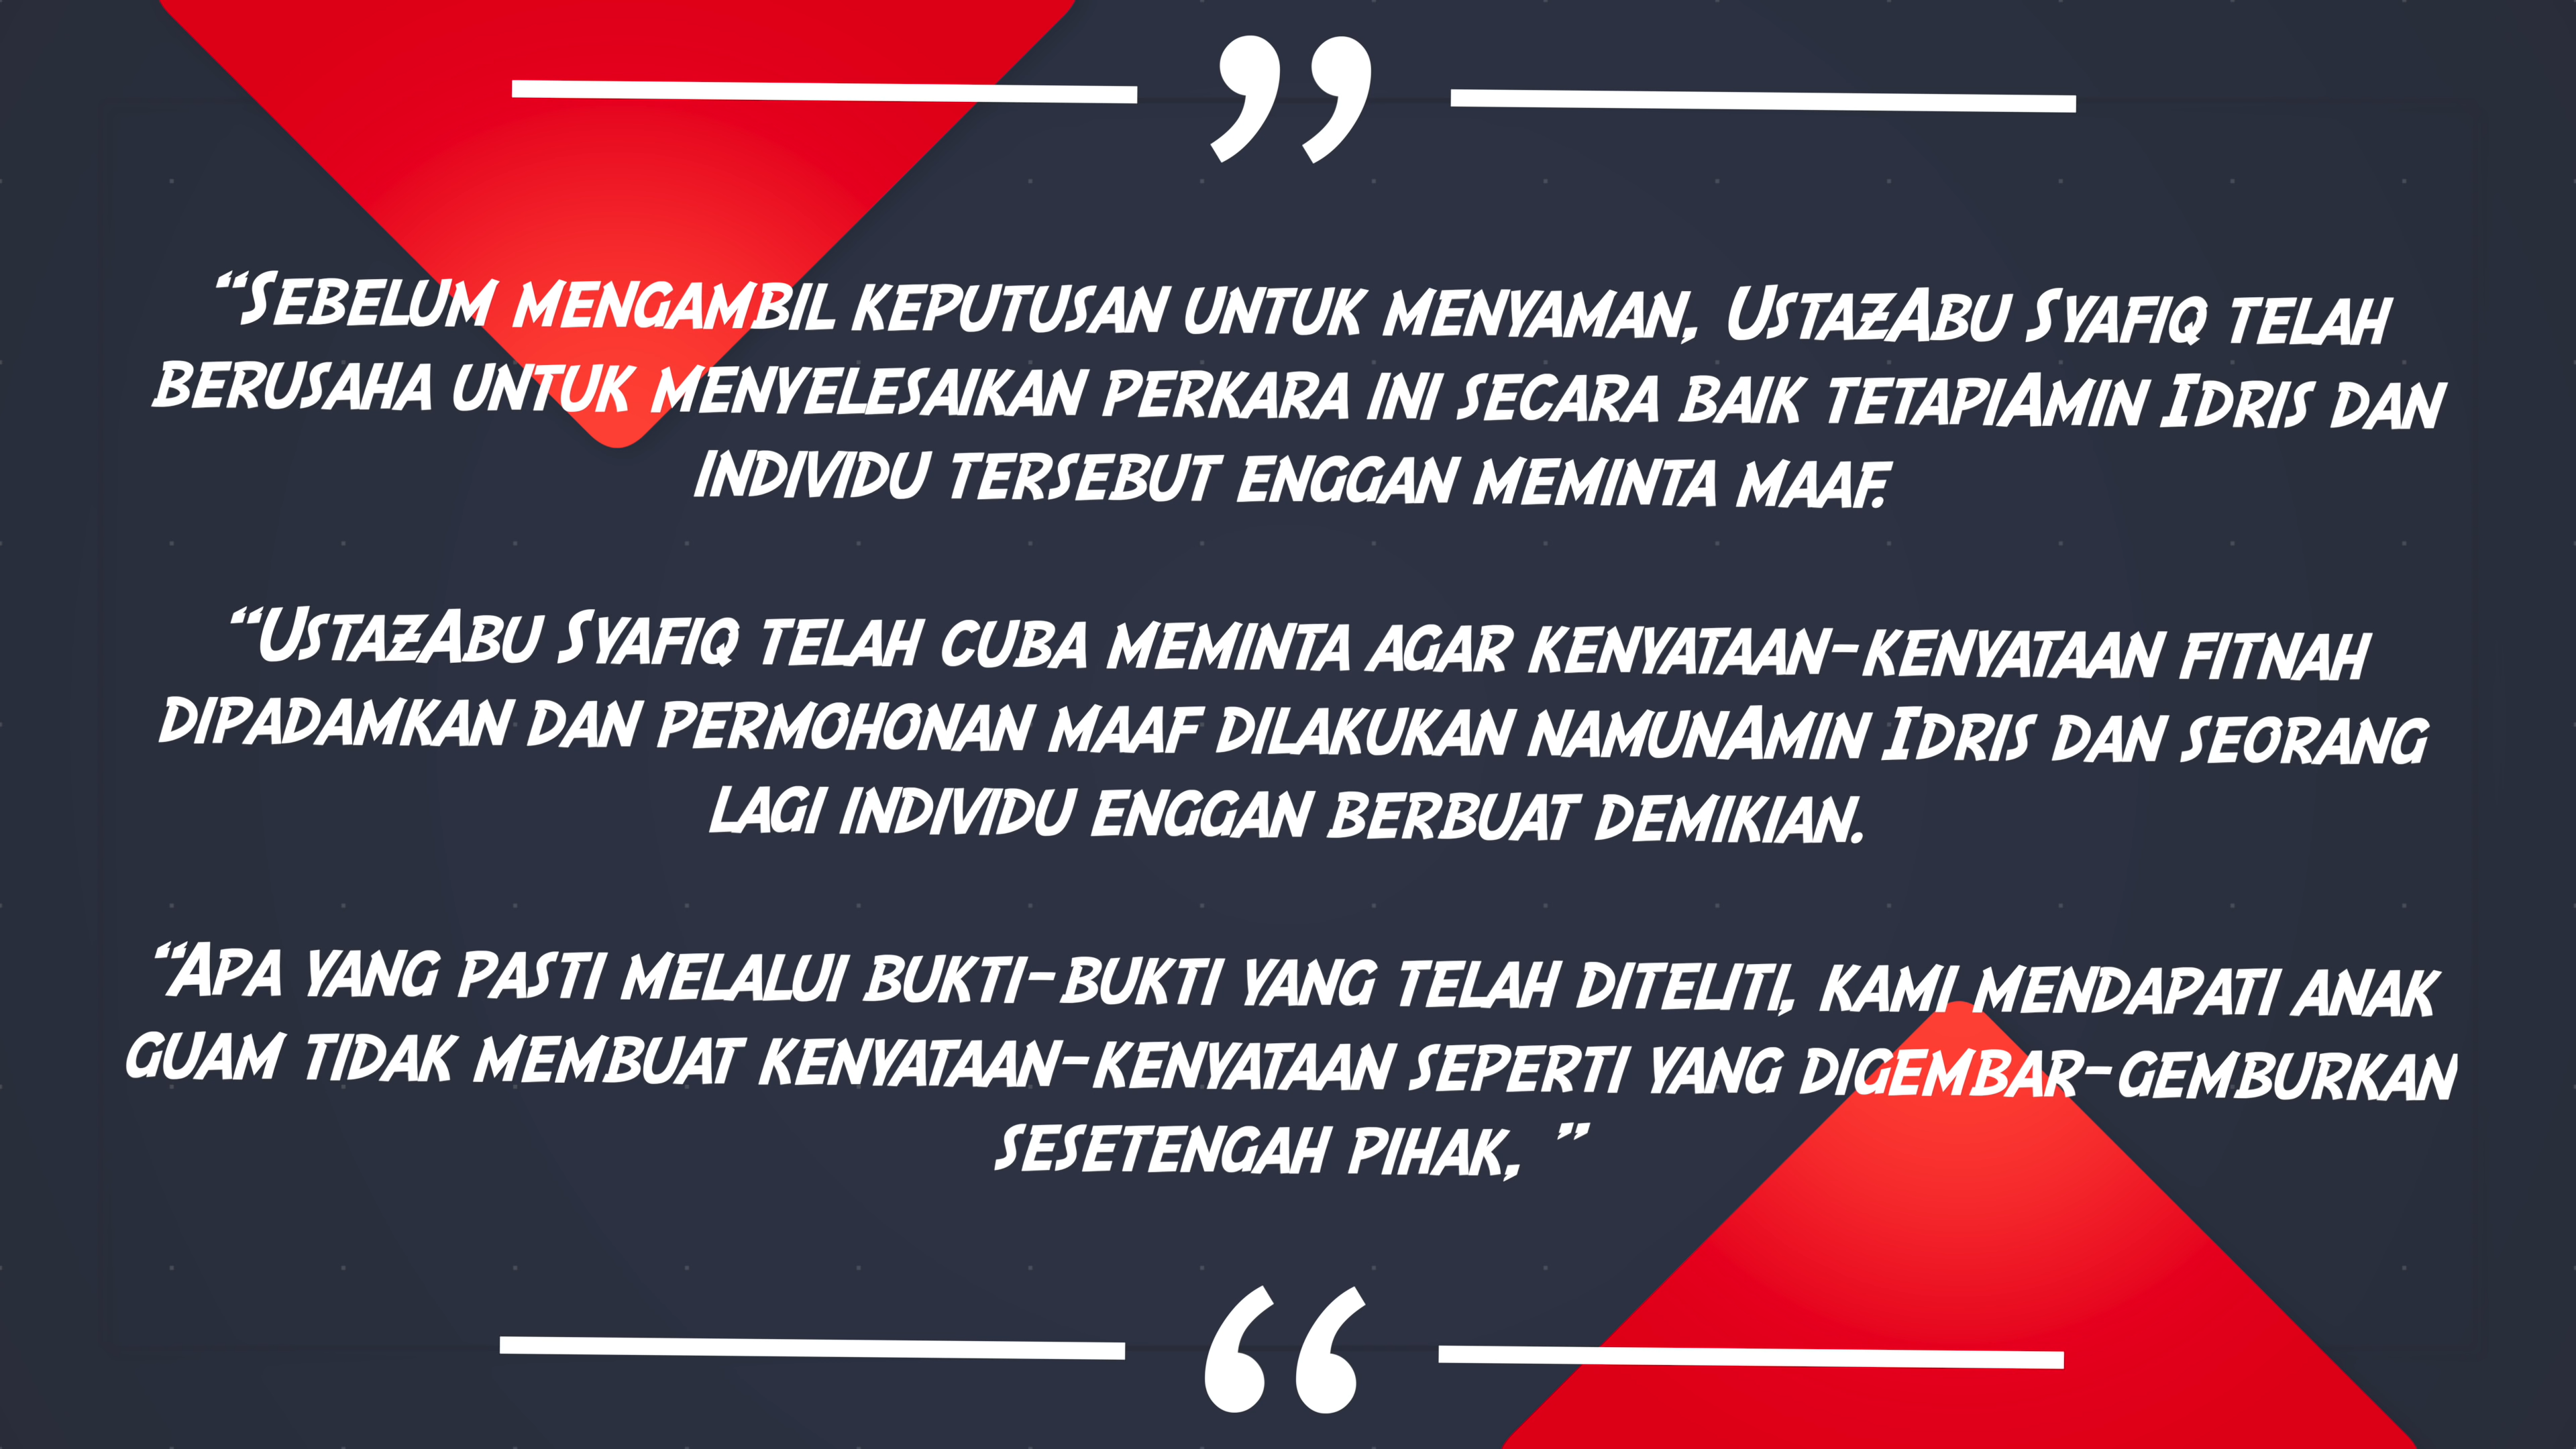 ”
“Sebelum mengambil keputusan untuk menyaman, UstazAbu Syafiq telah
berusaha untuk menyelesaikan perkara ini secara baik tetapiAmin Idris dan
individu tersebut enggan meminta maaf.
“UstazAbu Syafiq telah cuba meminta agar kenyataan-kenyataan fitnah
dipadamkan dan permohonan maaf dilakukan namunAmin Idris dan seorang
lagi individu enggan berbuat demikian.
“Apa yang pasti melalui bukti-bukti yang telah diteliti, kami mendapati anak
guam tidak membuat kenyataan-kenyataan seperti yang digembar-gemburkan
sesetengah pihak, ”
“